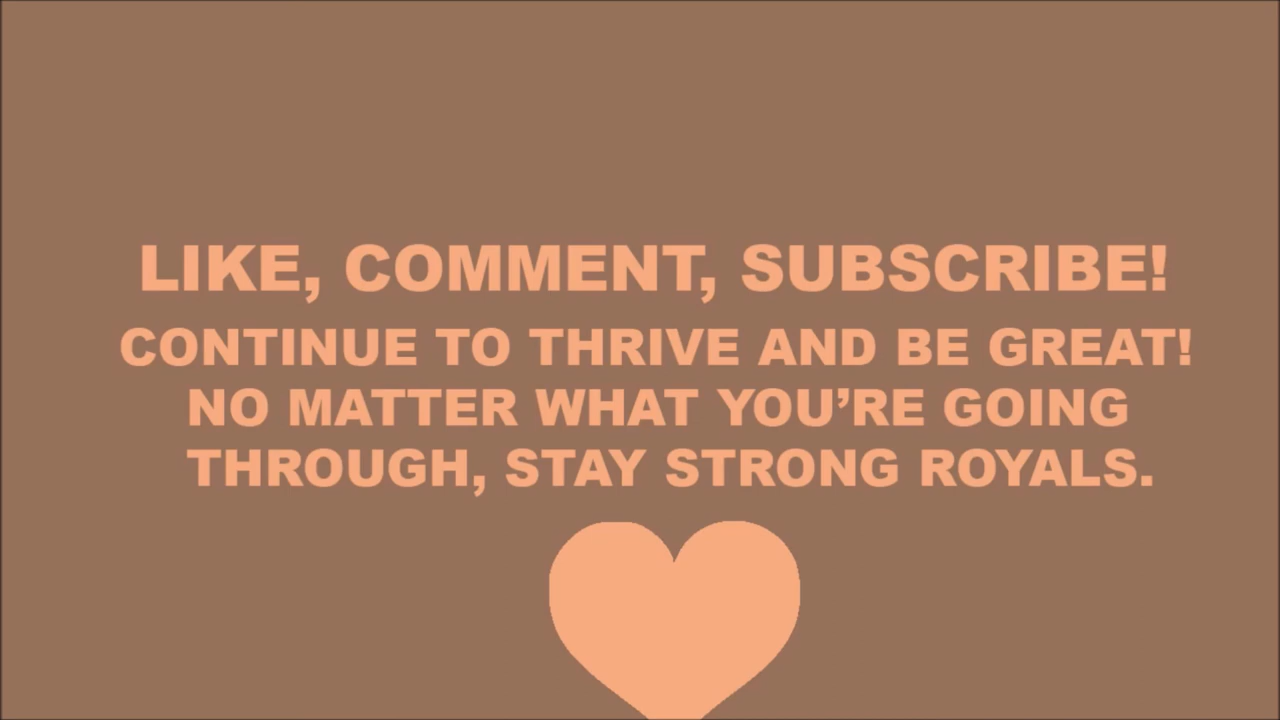 LIKE, COMMENT, SUBSCRIBE!
CONTINUE TO THRIVE AND BE GREAT!
NO MATTER WHAT YOU’RE GOING
THROUGH, STAY STRONG ROYALS.